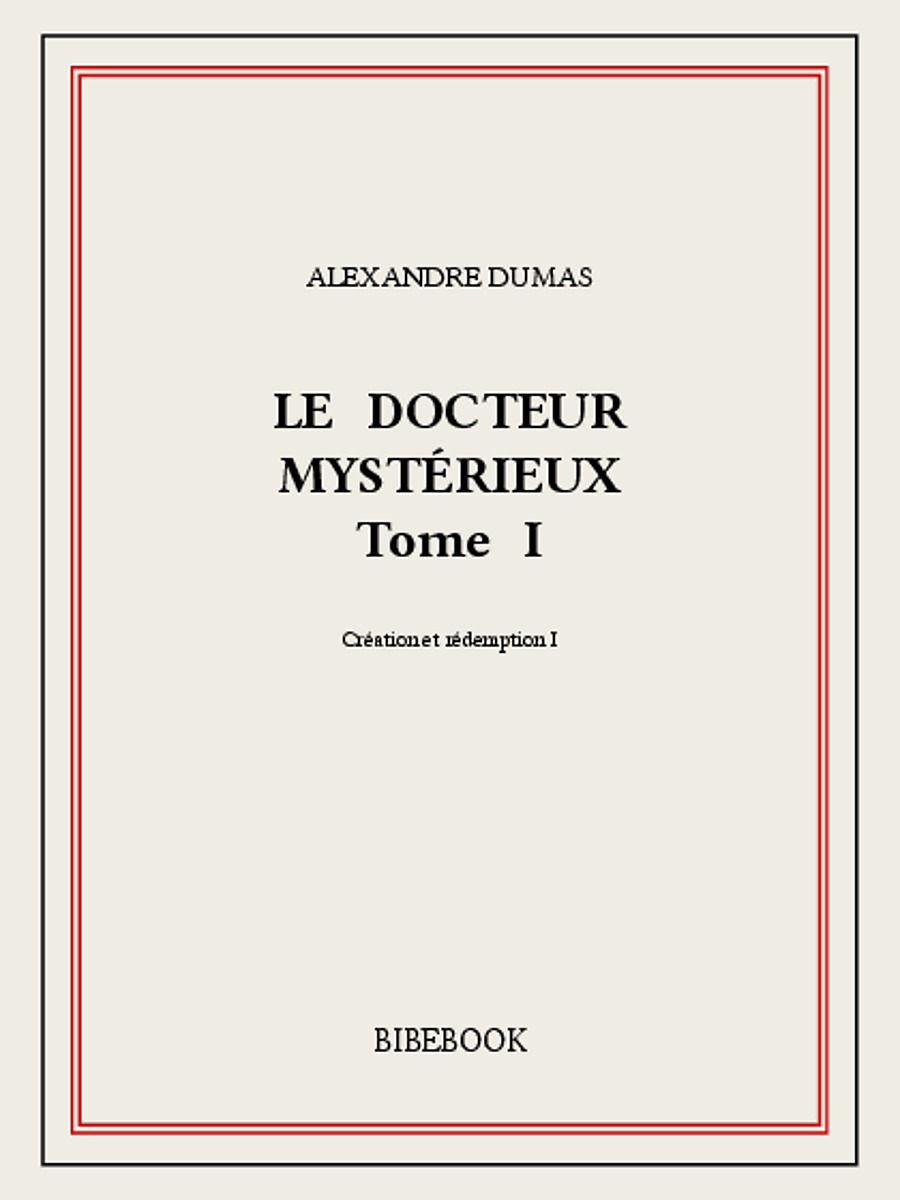 ALEXANDRE DUMAS
LE DOCTEUR
MYSTÉRIEUX
Tome I
Création et rédemption I
BIBEBOOK